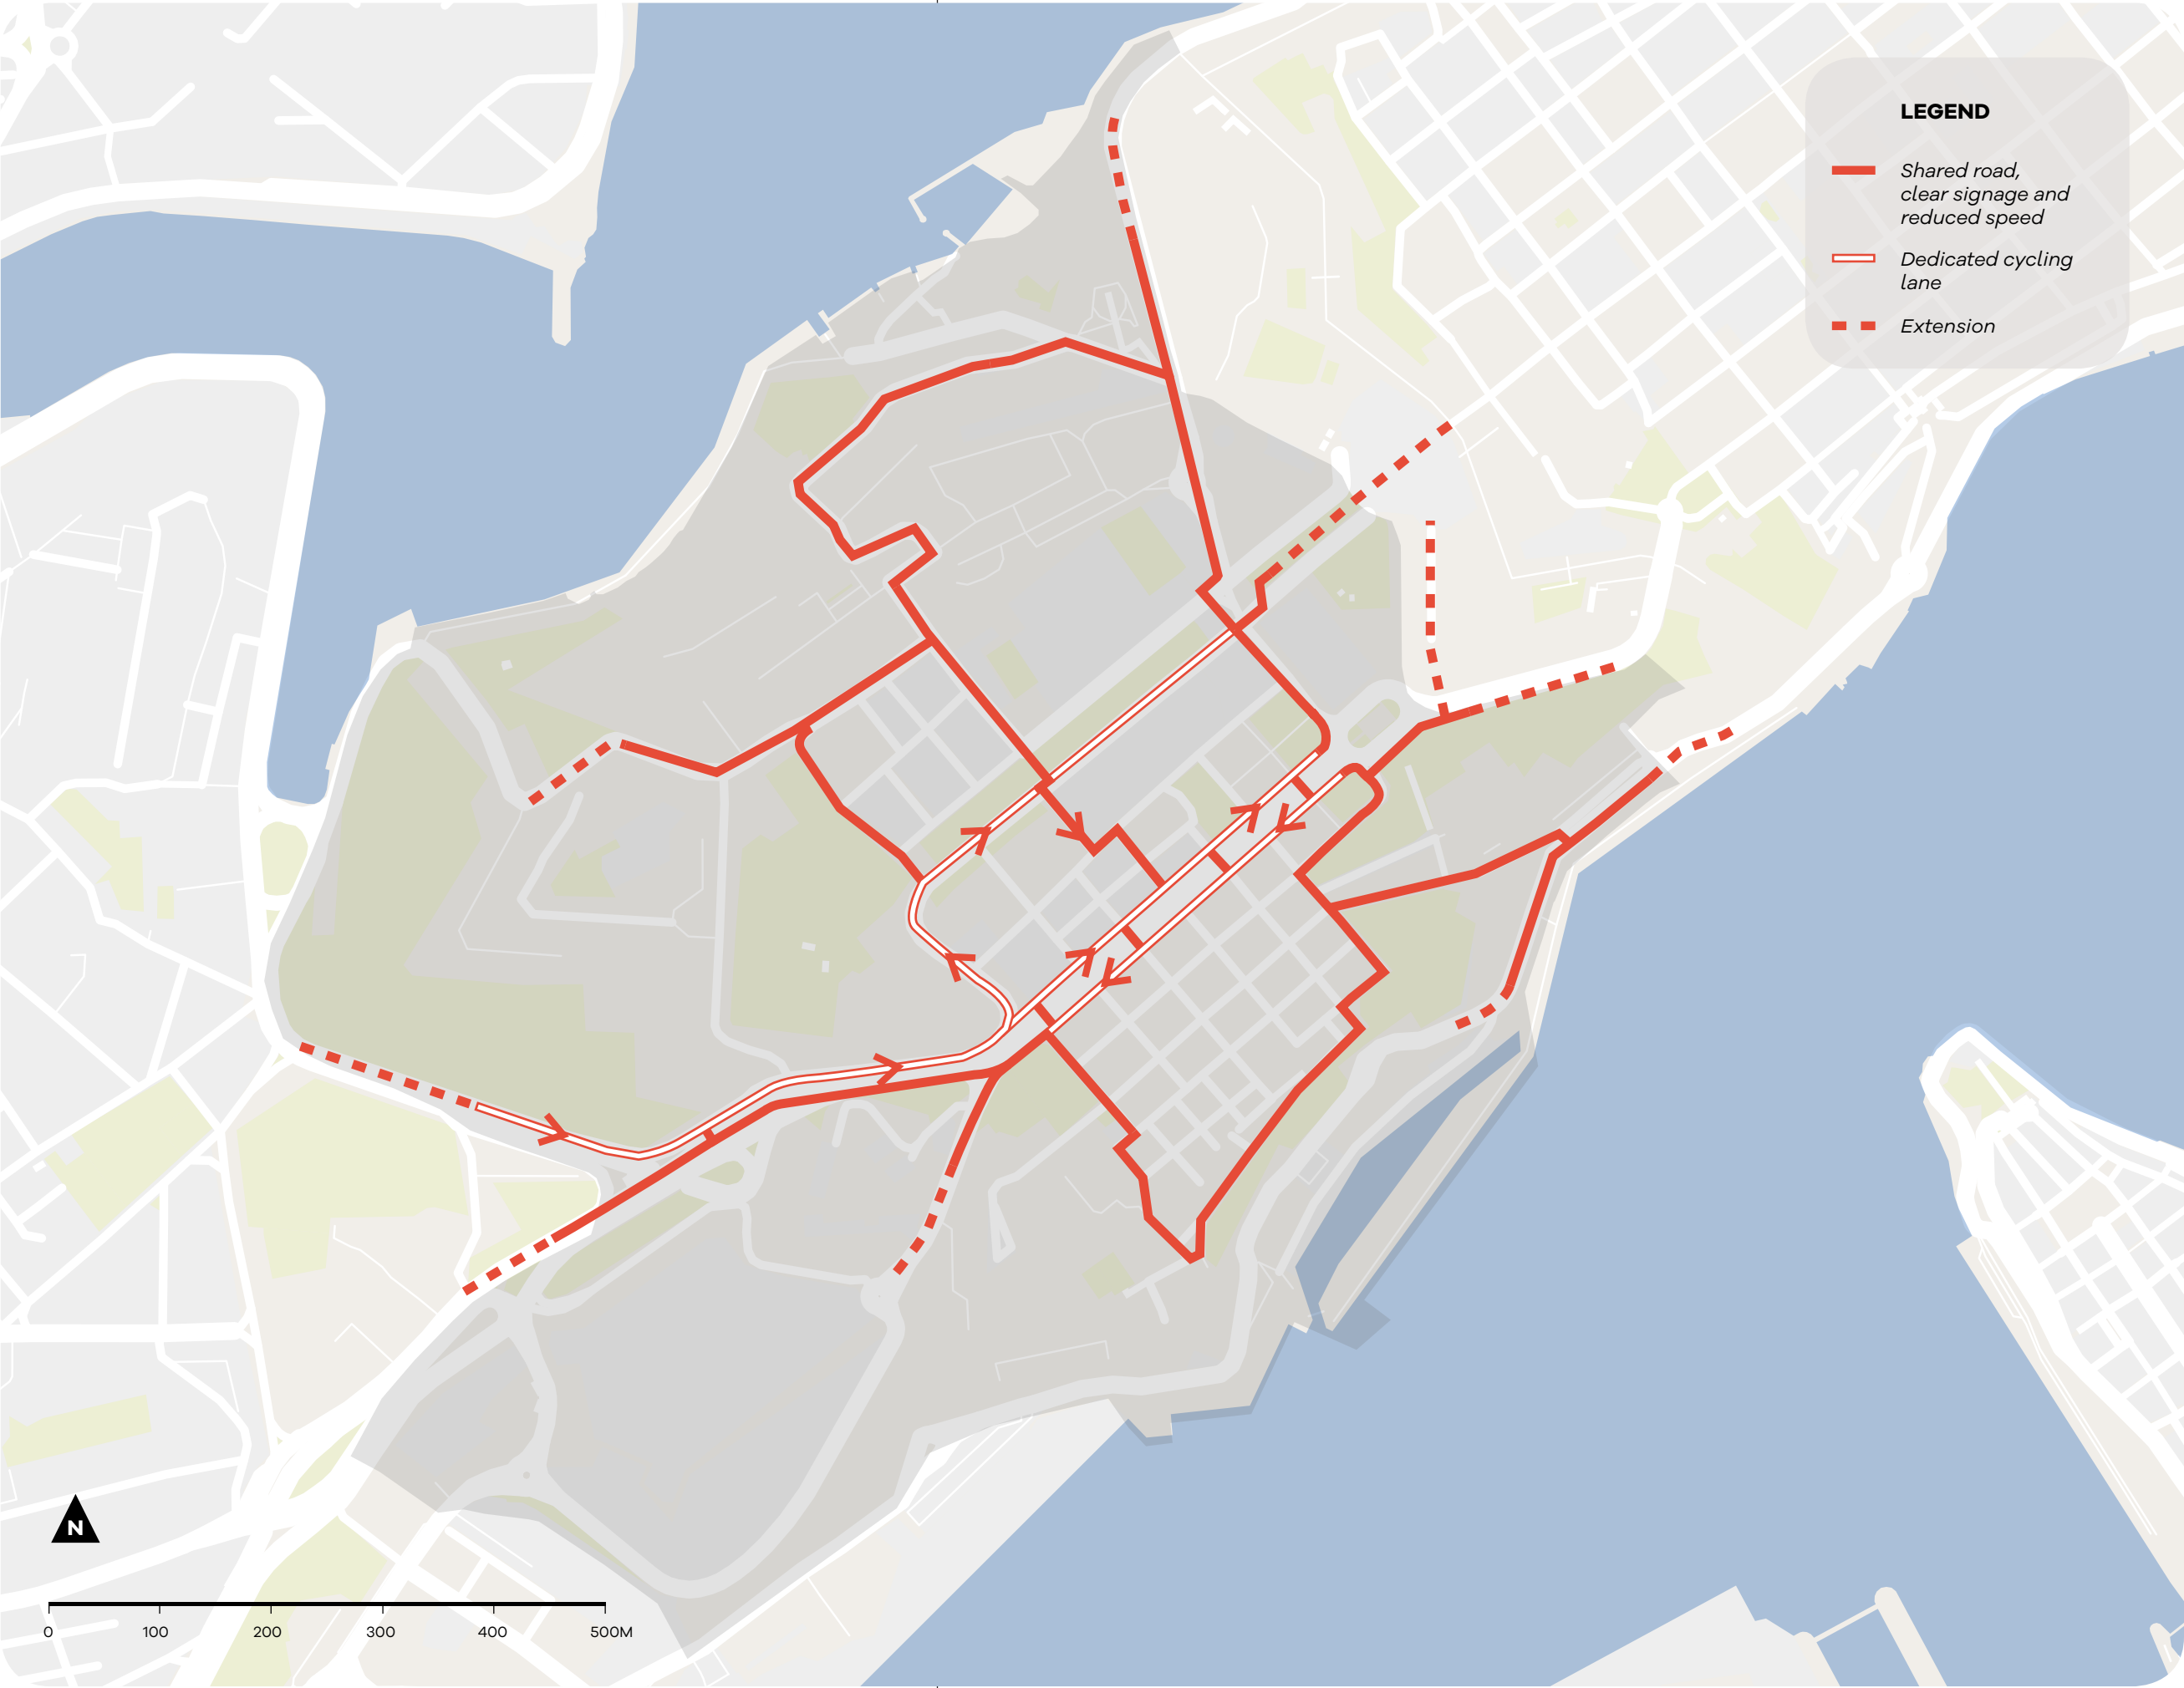 LEGEND
Shared road,
clear signage and
reduced speed
Dedicated cycling
lane
Extension
N
0 100 200 300 400 500M